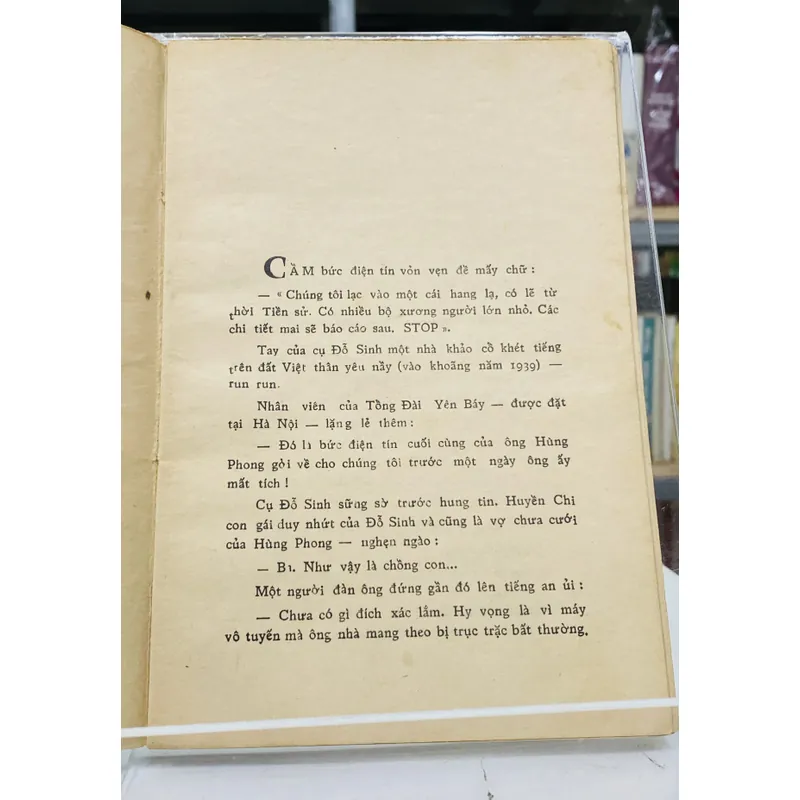 CẦM bức điện tín vỏn vẹn đề mấy chữ :
— « Chúng tôi lạc vào một cái hang lạ, có lẽ từ
thời Tiền sử. Có nhiều bộ xương người lớn nhỏ. Các
chi tiết mai sẽ báo cáo sau. STOP ».
Tay của cụ Đỗ Sinh một nhà khảo cồ khét tiếng
trên đất Việt thân yêu nầy (vào khoãng năm 1939) —
run run.
Nhân viên của Tồng Đài Yên Báy — được đặt
tại Hà Nội — lặng lẻ thêm :
— Đó là bức điện tín cuối cùng của ông Hùng
Phong gởi về cho chúng tôi trước một ngày ông ấy
mất tích !
Cụ Đỗ Sinh sững sờ trước hung tin. Huyền Chi
con gái duy nhứt của Đỗ Sinh và cũng là vợ chưa cưới
của Hùng Phong — nghẹn ngào :
— B1. Như vậy là chồng con...
Một người đàn ông đứng gần đó lên tiếng an ủi :
— Chưa có gì đích xác lắm. Hy vọng là vì máy
vô tuyến mà ông nhà mang theo bị trục trặc bất thường.